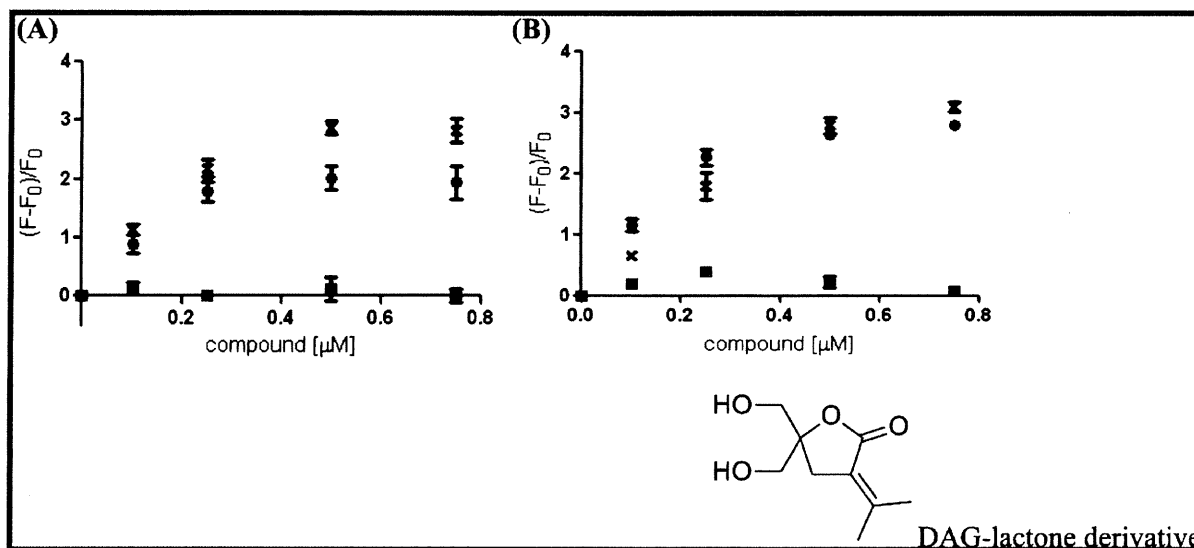 (A)
4
3
2
1
0
(F-F₀)/F₀
0.2
0.4
0.6
0.8
compound [μM]
(B)
4
3
2
1
0
(F-F₀)/F₀
0.0
0.2
0.4
0.6
0.8
compound [μM]
HO
O
O
HO
DAG-lactone derivative